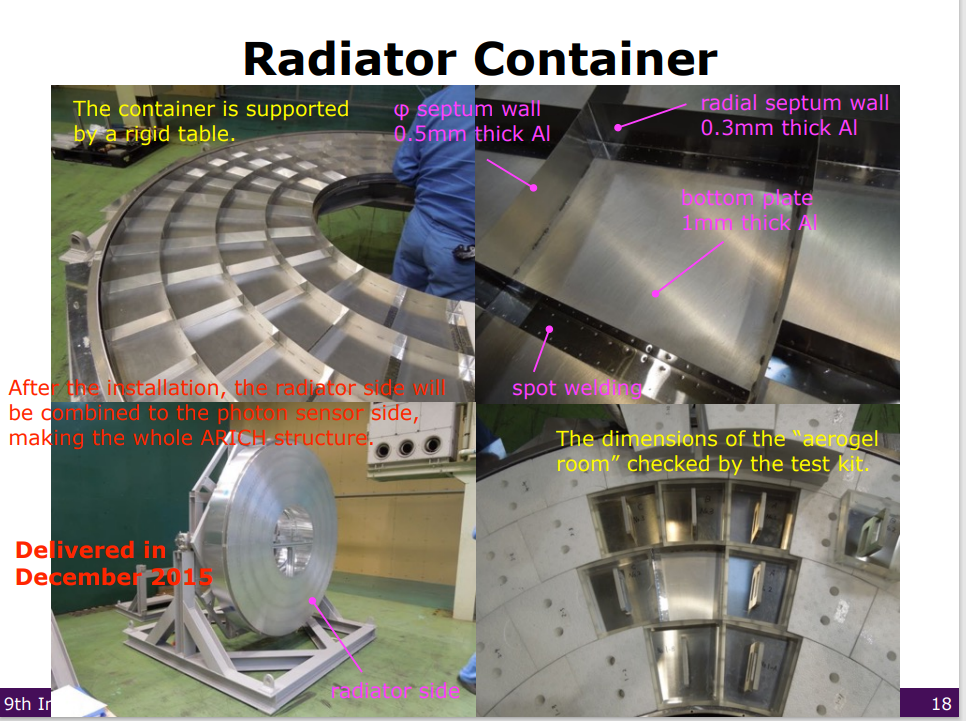 Radiator Container
The container is supported
by a rigid table.
φ septum wall
0.5mm thick Al
radial septum wall
0.3mm thick Al
bottom plate
1mm thick Al
spot welding
After the installation, the radiator side will
be combined to the photon sensor side,
making the whole ARICH structure.
The dimensions of the “aerogel
room” checked by the test kit.
Delivered in
December 2015
radiator side
9th
18